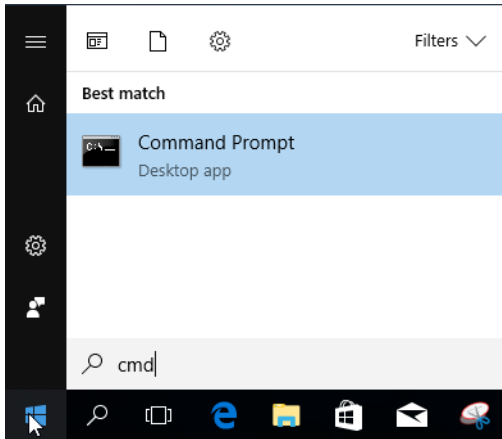 Filters
Best match
C:\_
Command Prompt
Desktop app
cmd